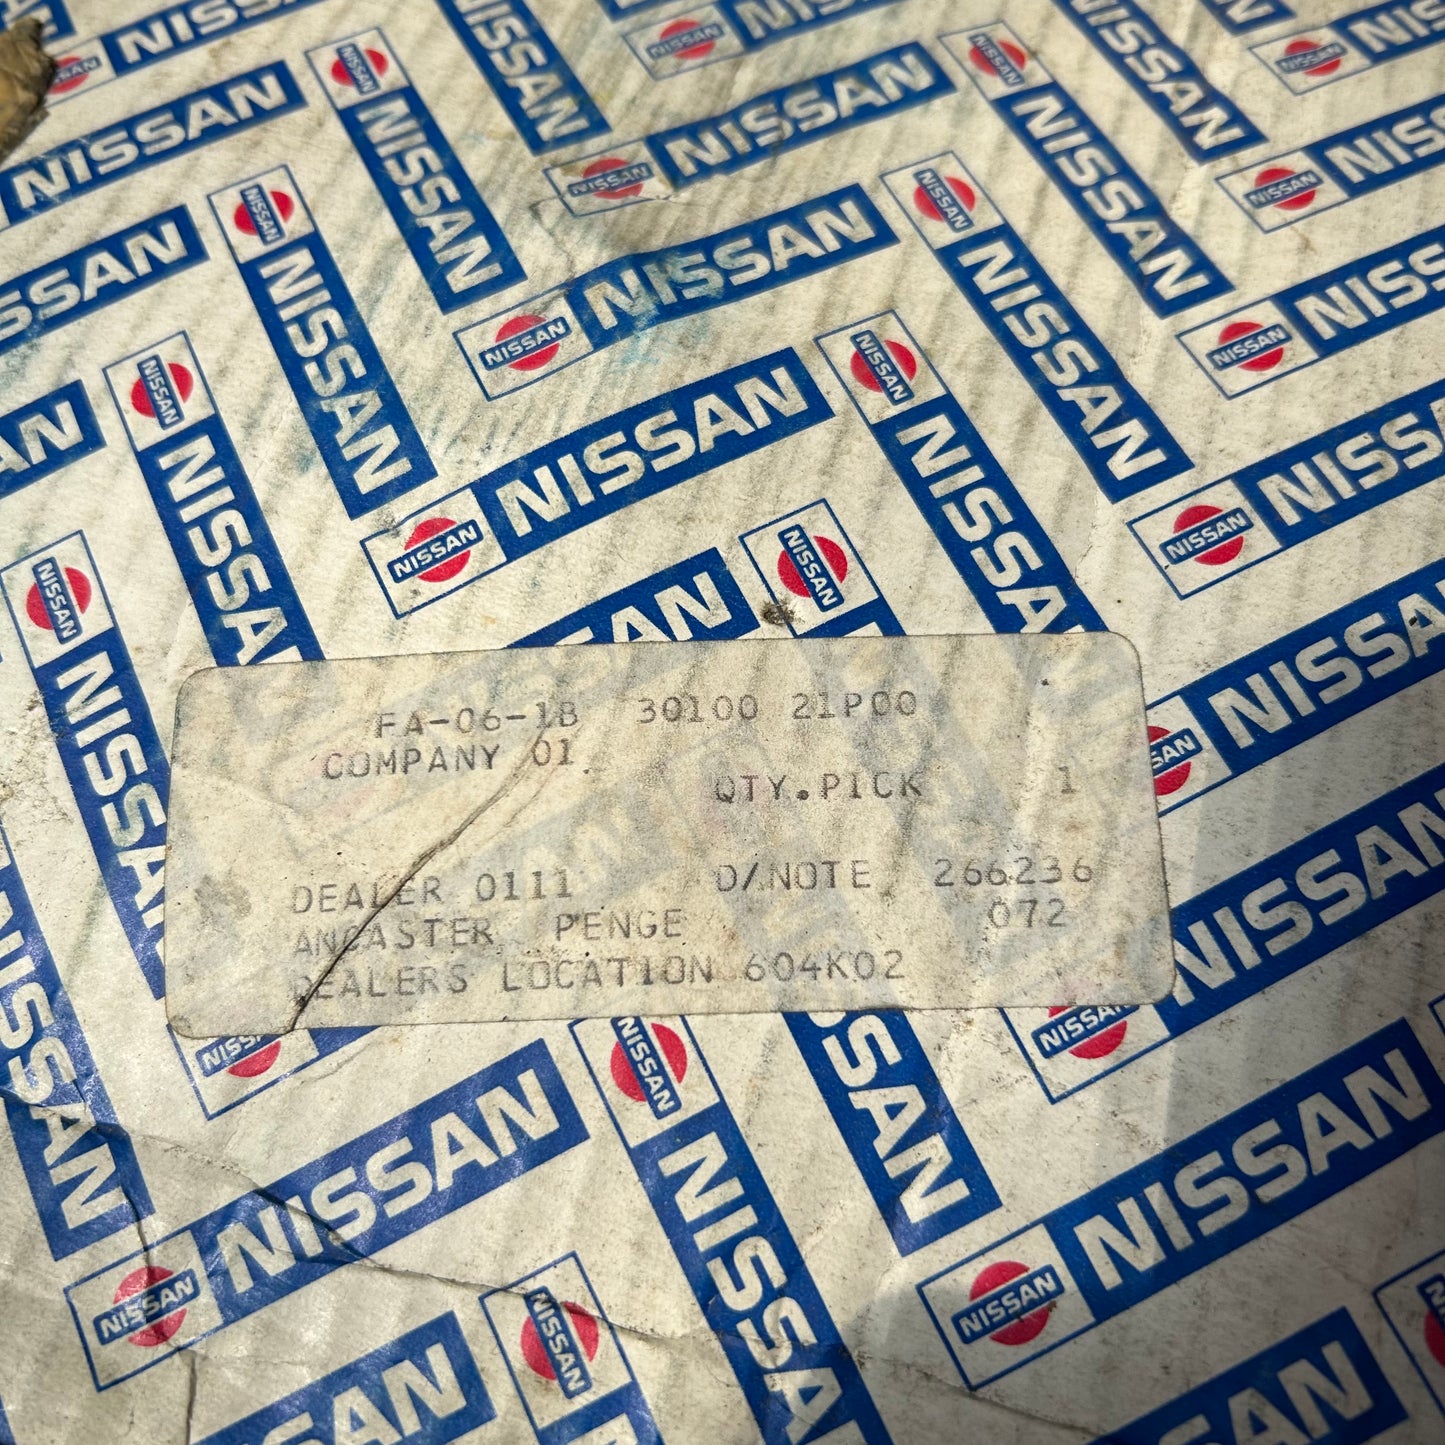 NISSAN
FA-06-1B 30100 21P00
COMPANY 01
QTY.PICK 1
DEALER 0111 D/NOTE 266236
ANCASTER PENGE 072
DEALERS LOCATION 604K02